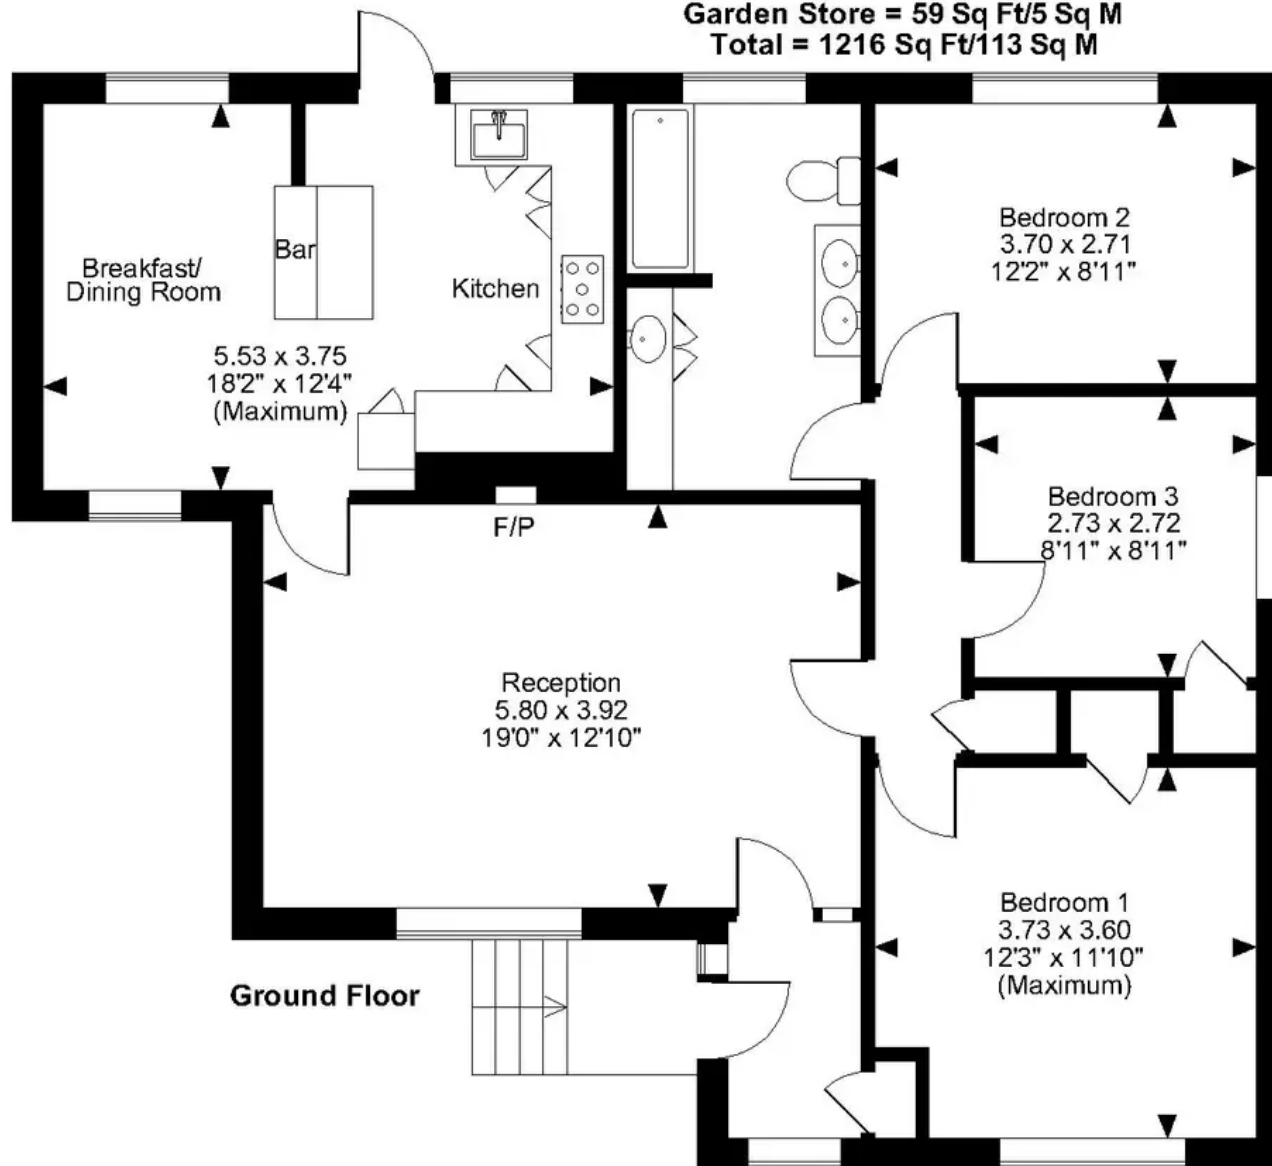 Garden Store = 59 Sq Ft/5 Sq M
Total = 1216 Sq Ft/113 Sq M
Breakfast/
Dining Room
Bar
Kitchen
5.53 x 3.75
18'2" x 12'4"
(Maximum)
Bedroom 2
3.70 x 2.71
12'2" x 8'11"
Bedroom 3
2.73 x 2.72
8'11" x 8'11"
F/P
Reception
5.80 x 3.92
19'0" x 12'10"
Bedroom 1
3.73 x 3.60
12'3" x 11'10"
(Maximum)
Ground Floor